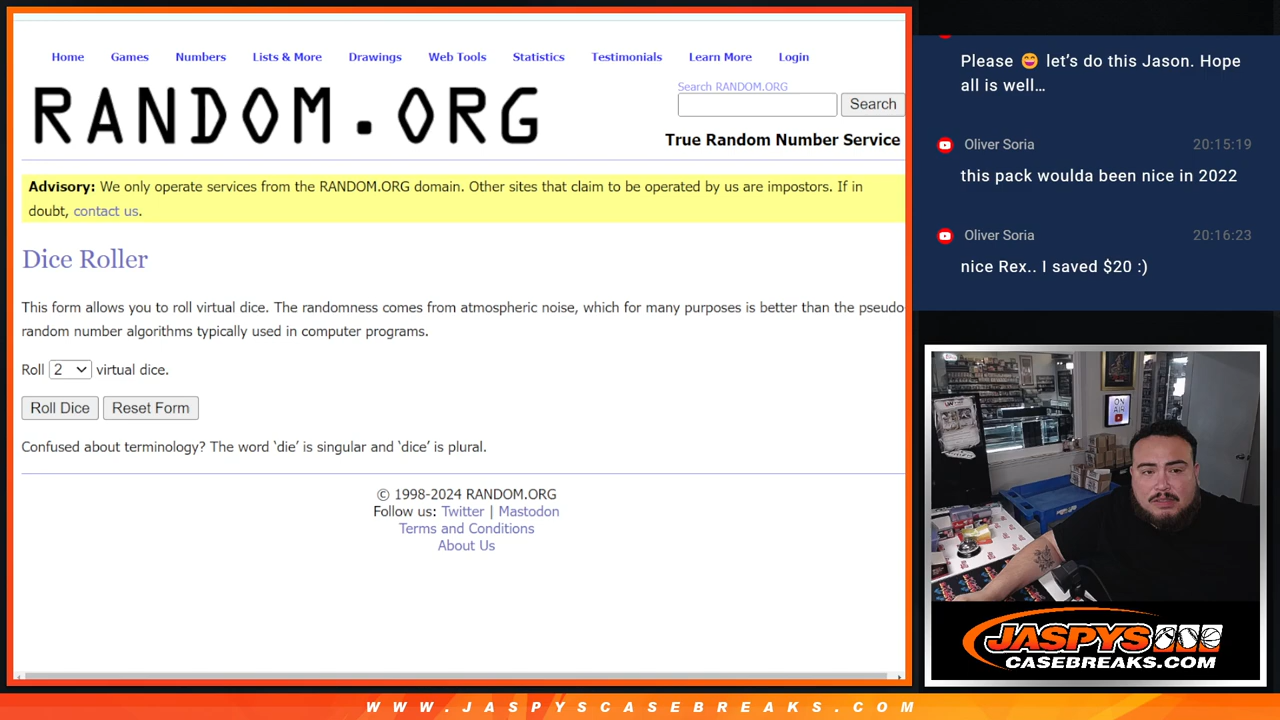 Home Games Numbers Lists & More Drawings Web Tools Statistics Testimonials Learn More Login
RANDOM.ORG
Search RANDOM.ORG
Search
True Random Number Service
Advisory: We only operate services from the RANDOM.ORG domain. Other sites that claim to be operated by us are impostors. If in
doubt, contact us.
Dice Roller
This form allows you to roll virtual dice. The randomness comes from atmospheric noise, which for many purposes is better than the pseudo
random number algorithms typically used in computer programs.
Roll 2 virtual dice.
Roll Dice Reset Form
Confused about terminology? The word ‘die’ is singular and ‘dice’ is plural.
© 1998-2024 RANDOM.ORG
Follow us: Twitter | Mastodon
Terms and Conditions
About Us
Please 😄 let’s do this Jason. Hope
all is well…
Oliver Soria 20:15:19
this pack woulda been nice in 2022
Oliver Soria 20:16:23
nice Rex.. I saved $20 :)
ON
AIR
JASPYS
CASEBREAKS.COM
WWW.JASPYSCASEBREAKS.COM